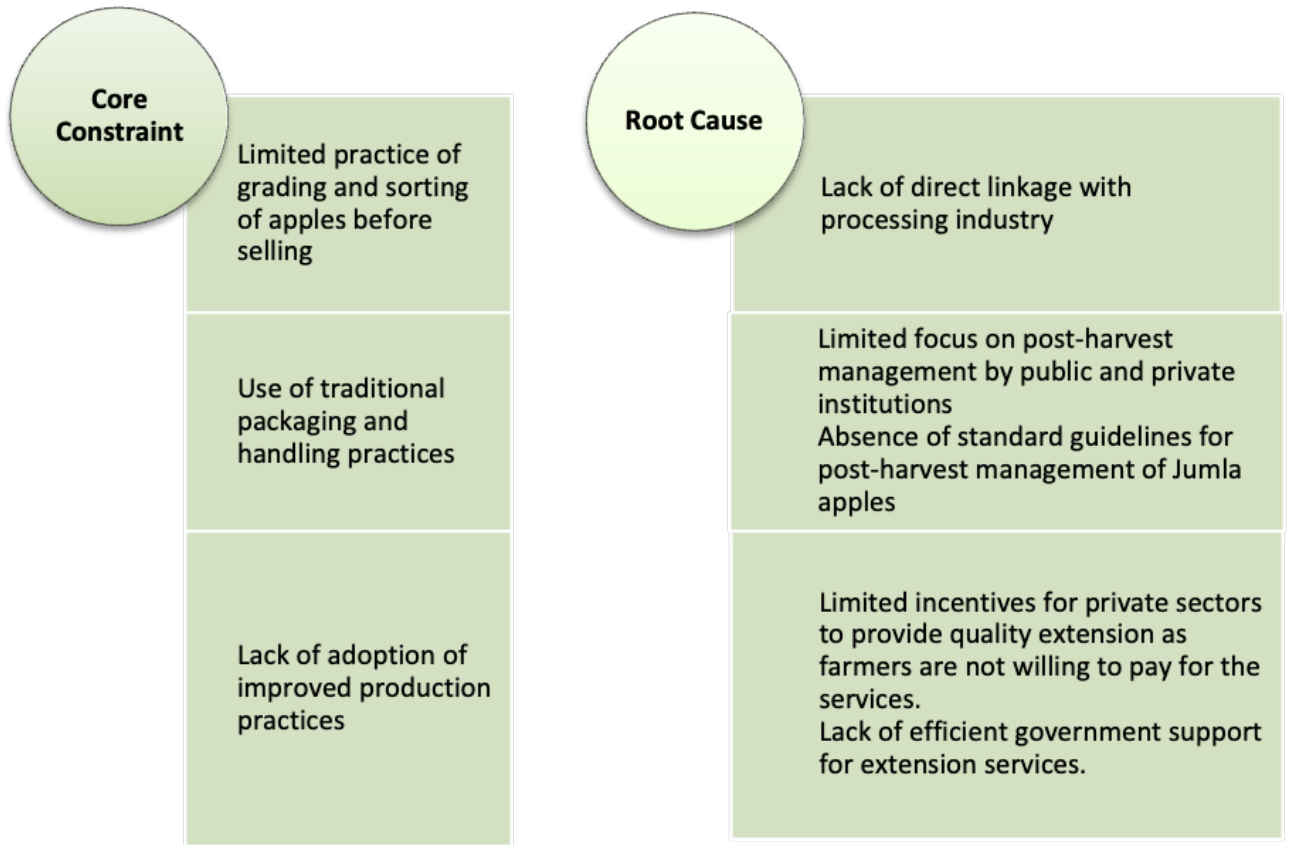 Core
Constraint
Limited practice of
grading and sorting
of apples before
selling
Use of traditional
packaging and
handling practices
Lack of adoption of
improved production
practices
Root Cause
Lack of direct linkage with
processing industry
Limited focus on post-harvest
management by public and private
institutions
Absence of standard guidelines for
post-harvest management of Jumla
apples
Limited incentives for private sectors
to provide quality extension as
farmers are not willing to pay for the
services.
Lack of efficient government support
for extension services.